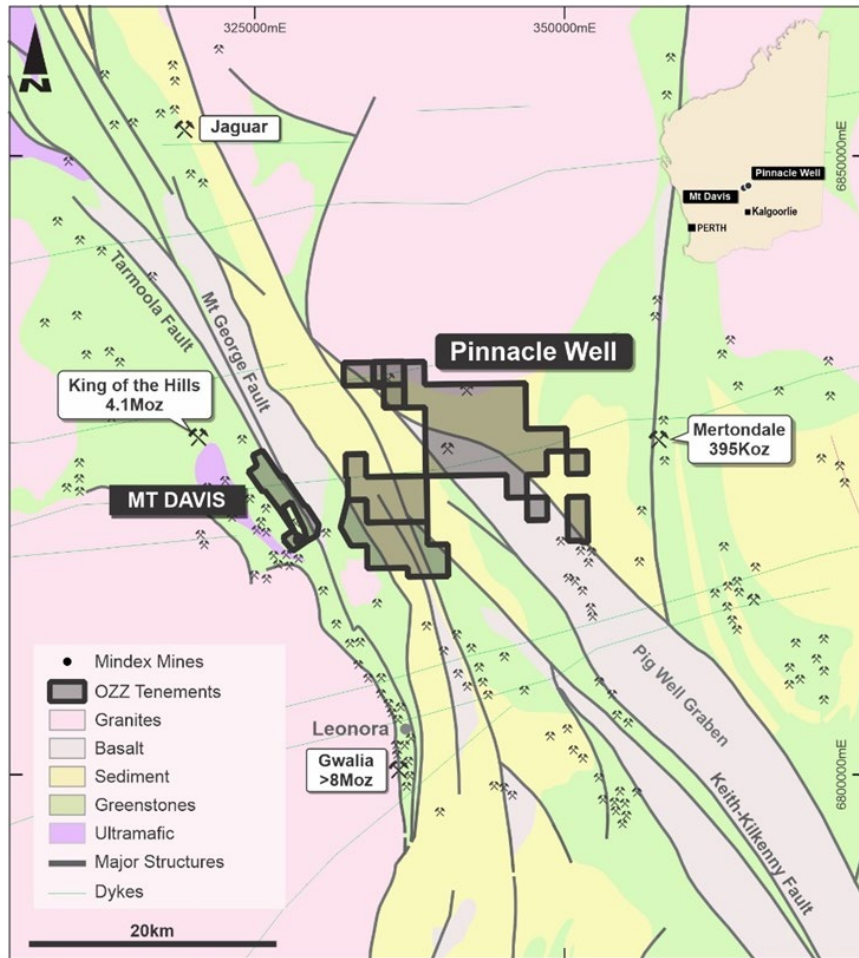 325000mE
350000mE
N
Jaguar
6850000mE
Pinnacle Well
Mt Davis
Kalgoorlie
PERTH
Tarmoola Fault
Mt George Fault
Pinnacle Well
King of the Hills
4.1Moz
Mertondale
395Koz
MT DAVIS
Pig Well Graben
Keith-Kilkenny Fault
Leonora
Gwalia
>8Moz
6800000mE
Mindex Mines
OZZ Tenements
Granites
Basalt
Sediment
Greenstones
Ultramafic
Major Structures
Dykes
20km